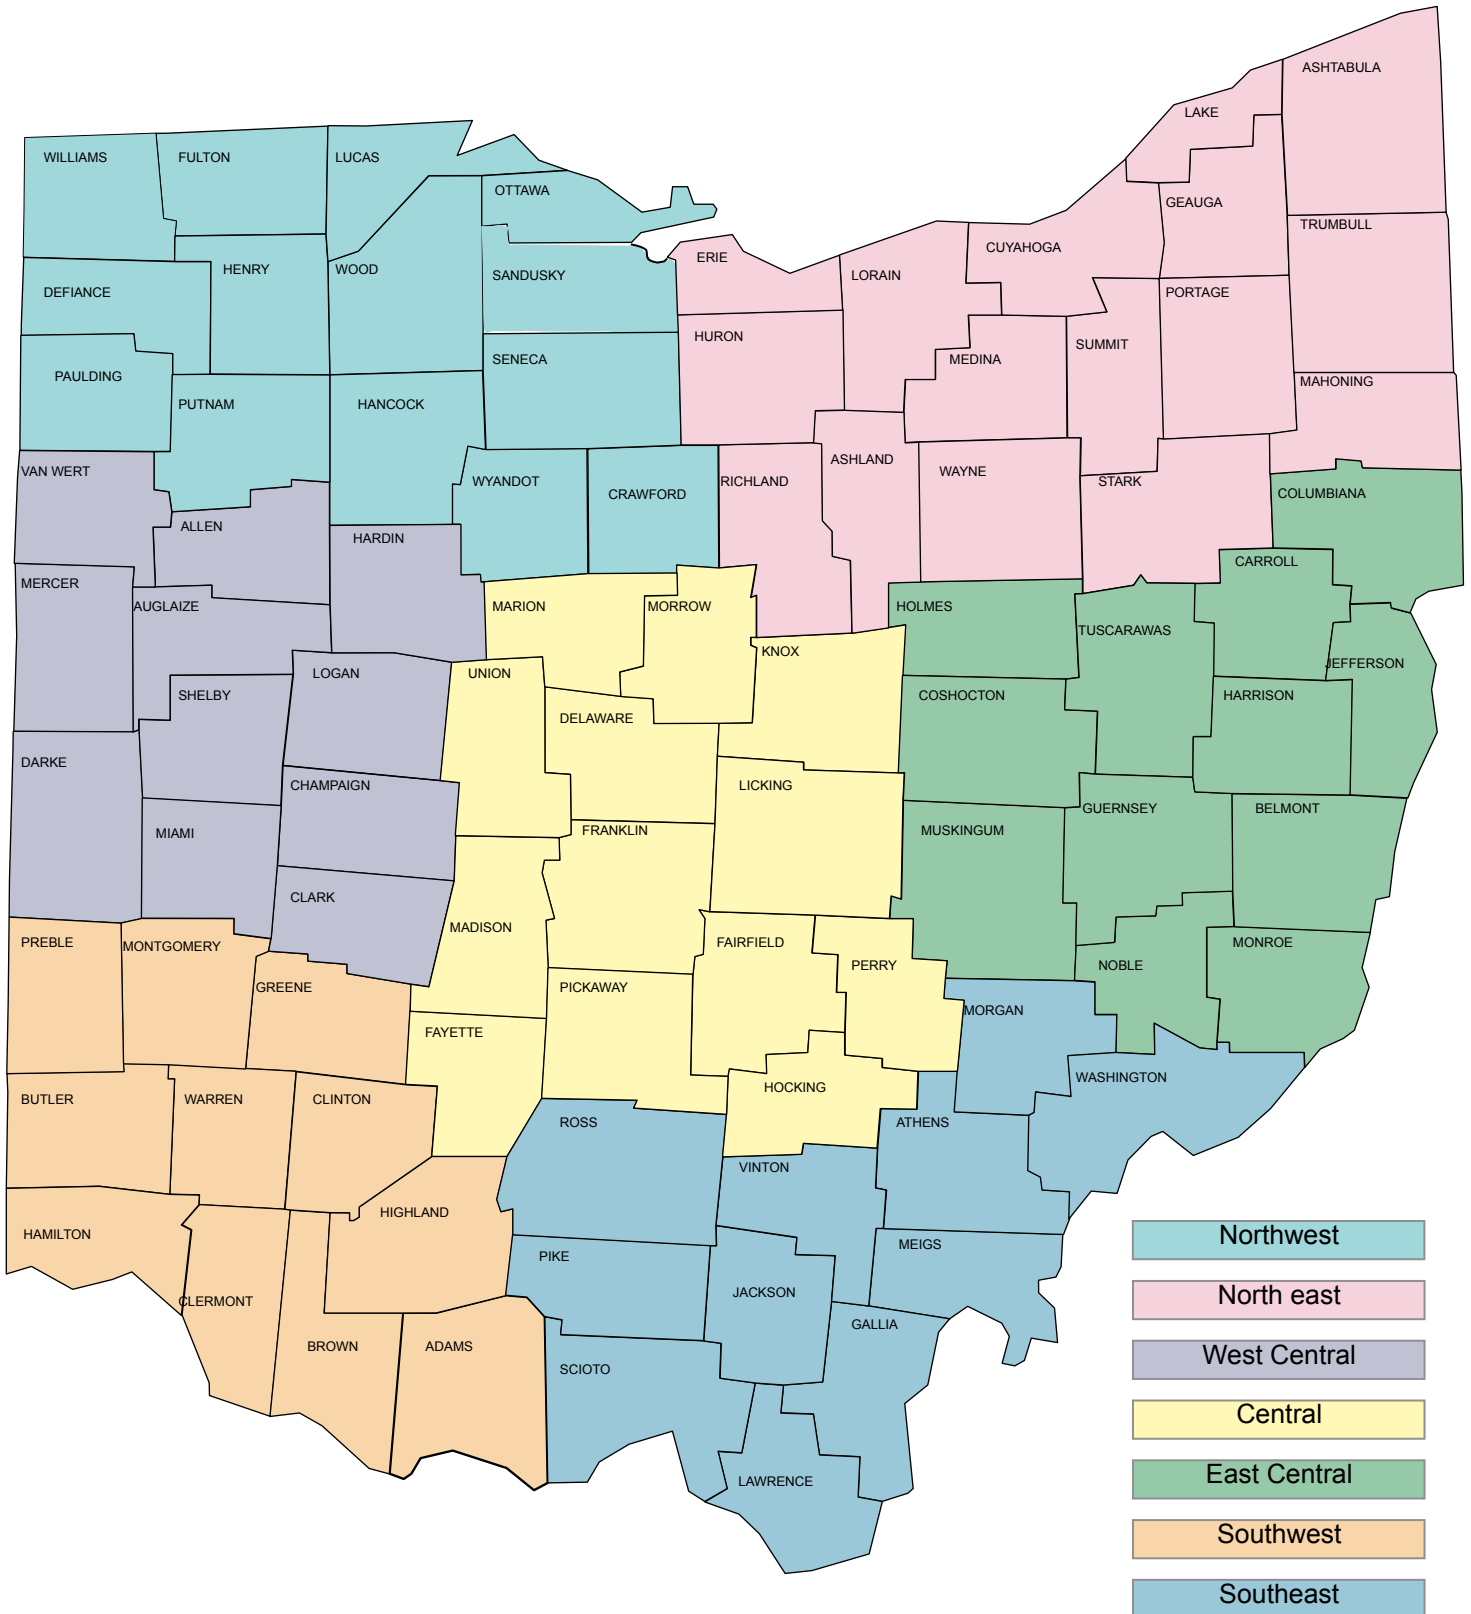 ASHTABULA
LAKE
WILLIAMS
FULTON
LUCAS
OTTAWA
GEAUGA
TRUMBULL
CUYAHOGA
ERIE
HENRY
WOOD
SANDUSKY
LORAIN
DEFIANCE
PORTAGE
HURON
SUMMIT
SENECA
MEDINA
PAULDING
MAHONING
PUTNAM
HANCOCK
ASHLAND
VAN WERT
WAYNE
WYANDOT
RICHLAND
STARK
CRAWFORD
COLUMBIANA
ALLEN
HARDIN
CARROLL
MERCER
AUGLAIZE
MARION
MORROW
HOLMES
TUSCARAWAS
KNOX
JEFFERSON
LOGAN
UNION
SHELBY
COSHOCTON
HARRISON
DELAWARE
DARKE
CHAMPAIGN
LICKING
GUERNSEY
BELMONT
MIAMI
FRANKLIN
MUSKINGUM
CLARK
MADISON
PREBLE
MONTGOMERY
FAIRFIELD
MONROE
PERRY
NOBLE
GREENE
PICKAWAY
MORGAN
FAYETTE
WASHINGTON
HOCKING
BUTLER
WARREN
CLINTON
ROSS
ATHENS
VINTON
HIGHLAND
HAMILTON
MEIGS
PIKE
JACKSON
CLERMONT
GALLIA
BROWN
ADAMS
SCIOTO
LAWRENCE
Northwest
North east
West Central
Central
East Central
Southwest
Southeast